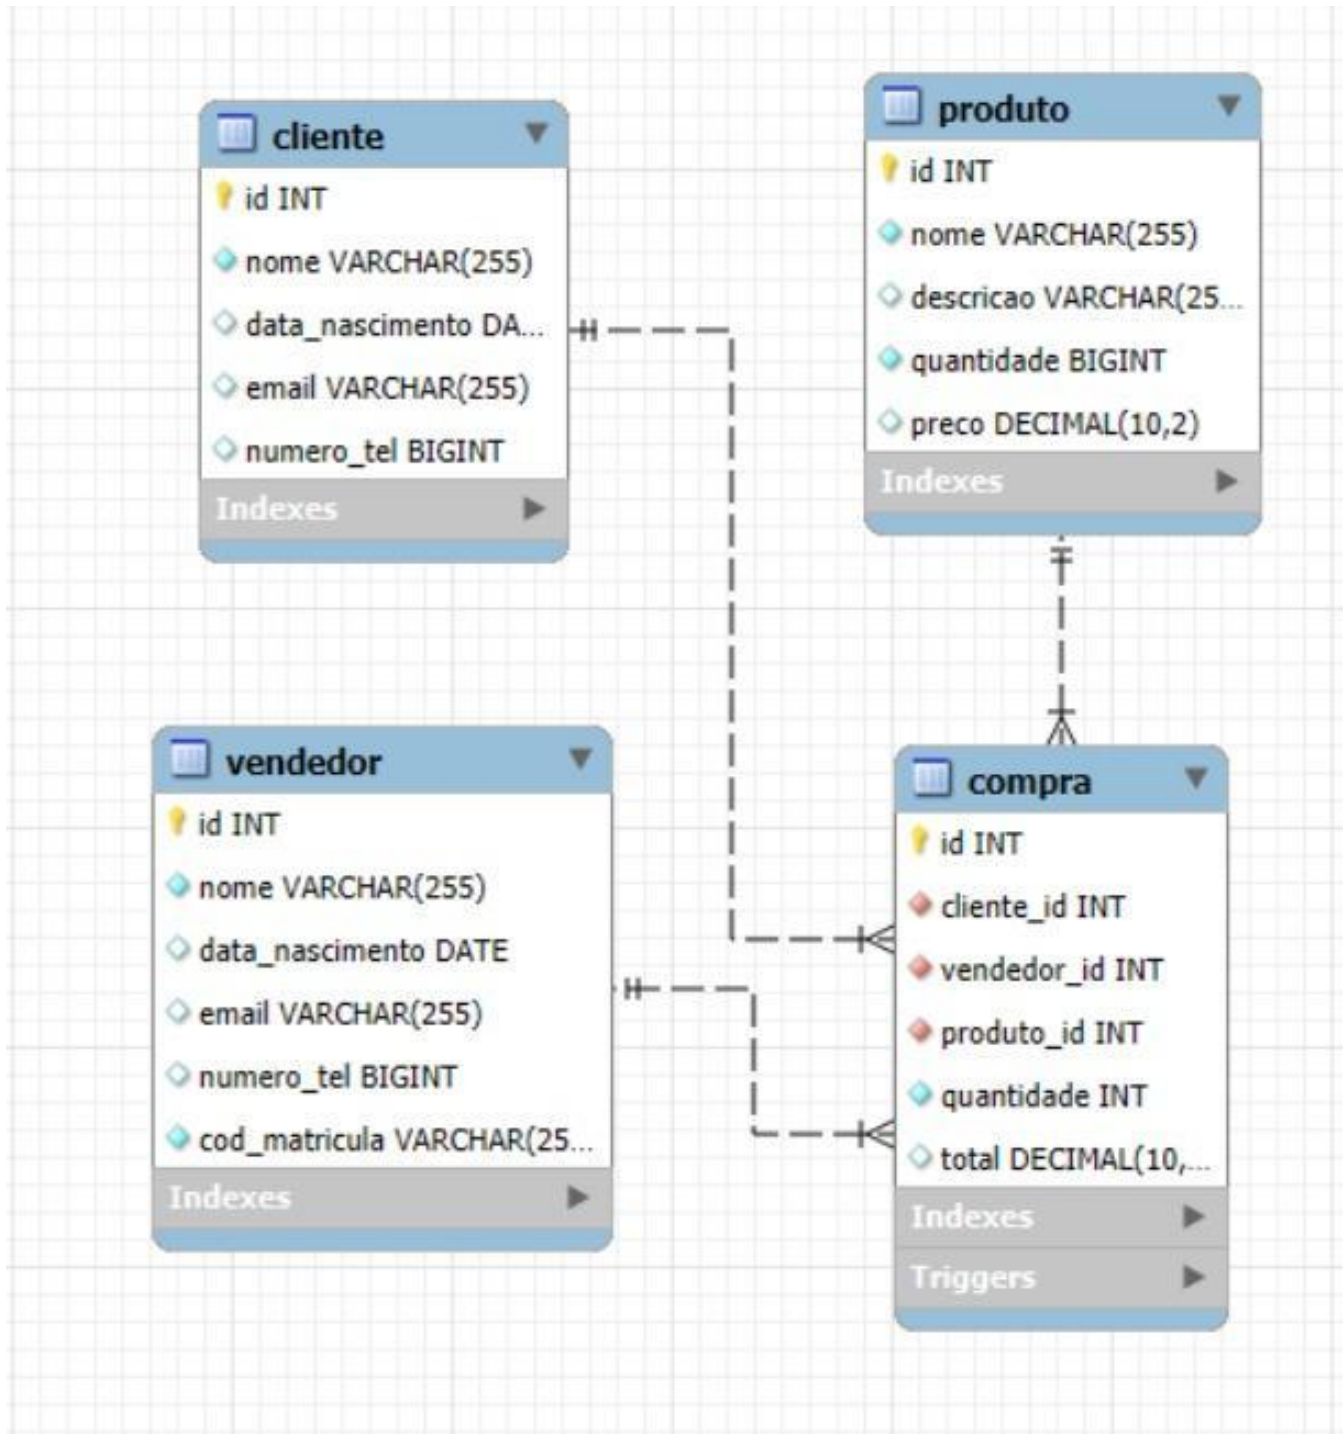 cliente
id INT
nome VARCHAR(255)
data_nascimento DA...
email VARCHAR(255)
numero_tel BIGINT
Indexes
produto
id INT
nome VARCHAR(255)
descricao VARCHAR(25...
quantidade BIGINT
preco DECIMAL(10,2)
Indexes
vendedor
id INT
nome VARCHAR(255)
data_nascimento DATE
email VARCHAR(255)
numero_tel BIGINT
cod_matricula VARCHAR(25...
Indexes
compra
id INT
cliente_id INT
vendedor_id INT
produto_id INT
quantidade INT
total DECIMAL(10,...
Indexes
Triggers